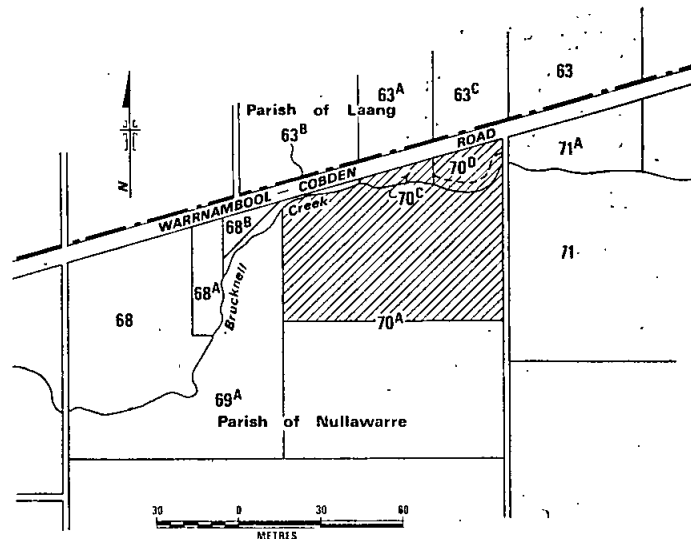 63
63A
63C
Parish of Laang
63B
ROAD
71A
70D
WARRNAMBOOL — COBDEN
70C
Creek
68B
71
68A
Brucknell
68
70A
69A
Parish of Nullawarre
N
30 0 30 60
METRES